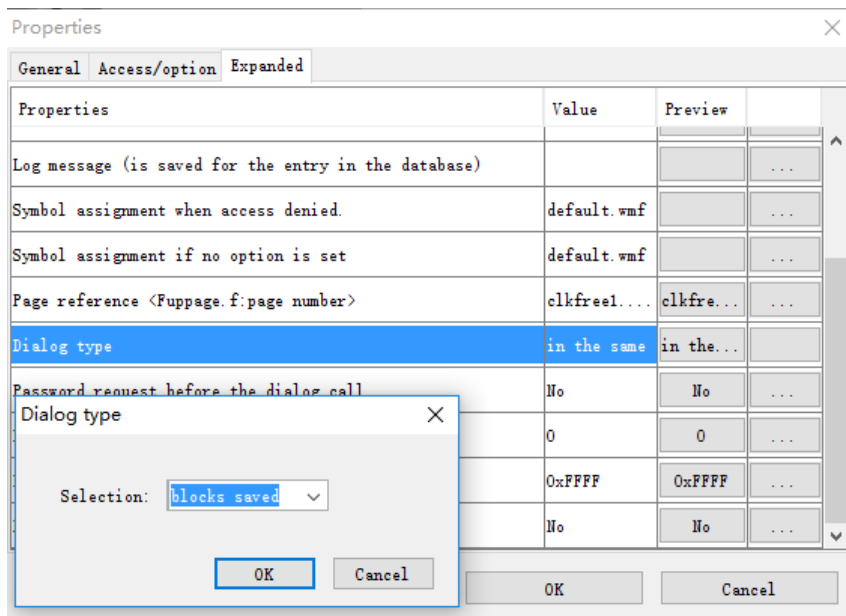 Properties
General Access/option Expanded
Properties Value Preview
Log message (is saved for the entry in the database) ...
Symbol assignment when access denied. default.wmf ...
Symbol assignment if no option is set default.wmf ...
Page reference <Fuppage.f:page number> clkfree1.... clkfre... ...
Dialog type in the same in the...
Password request before the dialog call No No
Dialog type
0 0 ...
Selection: blocks saved
0xFFFF 0xFFFF ...
No No ...
OK Cancel
OK Cancel